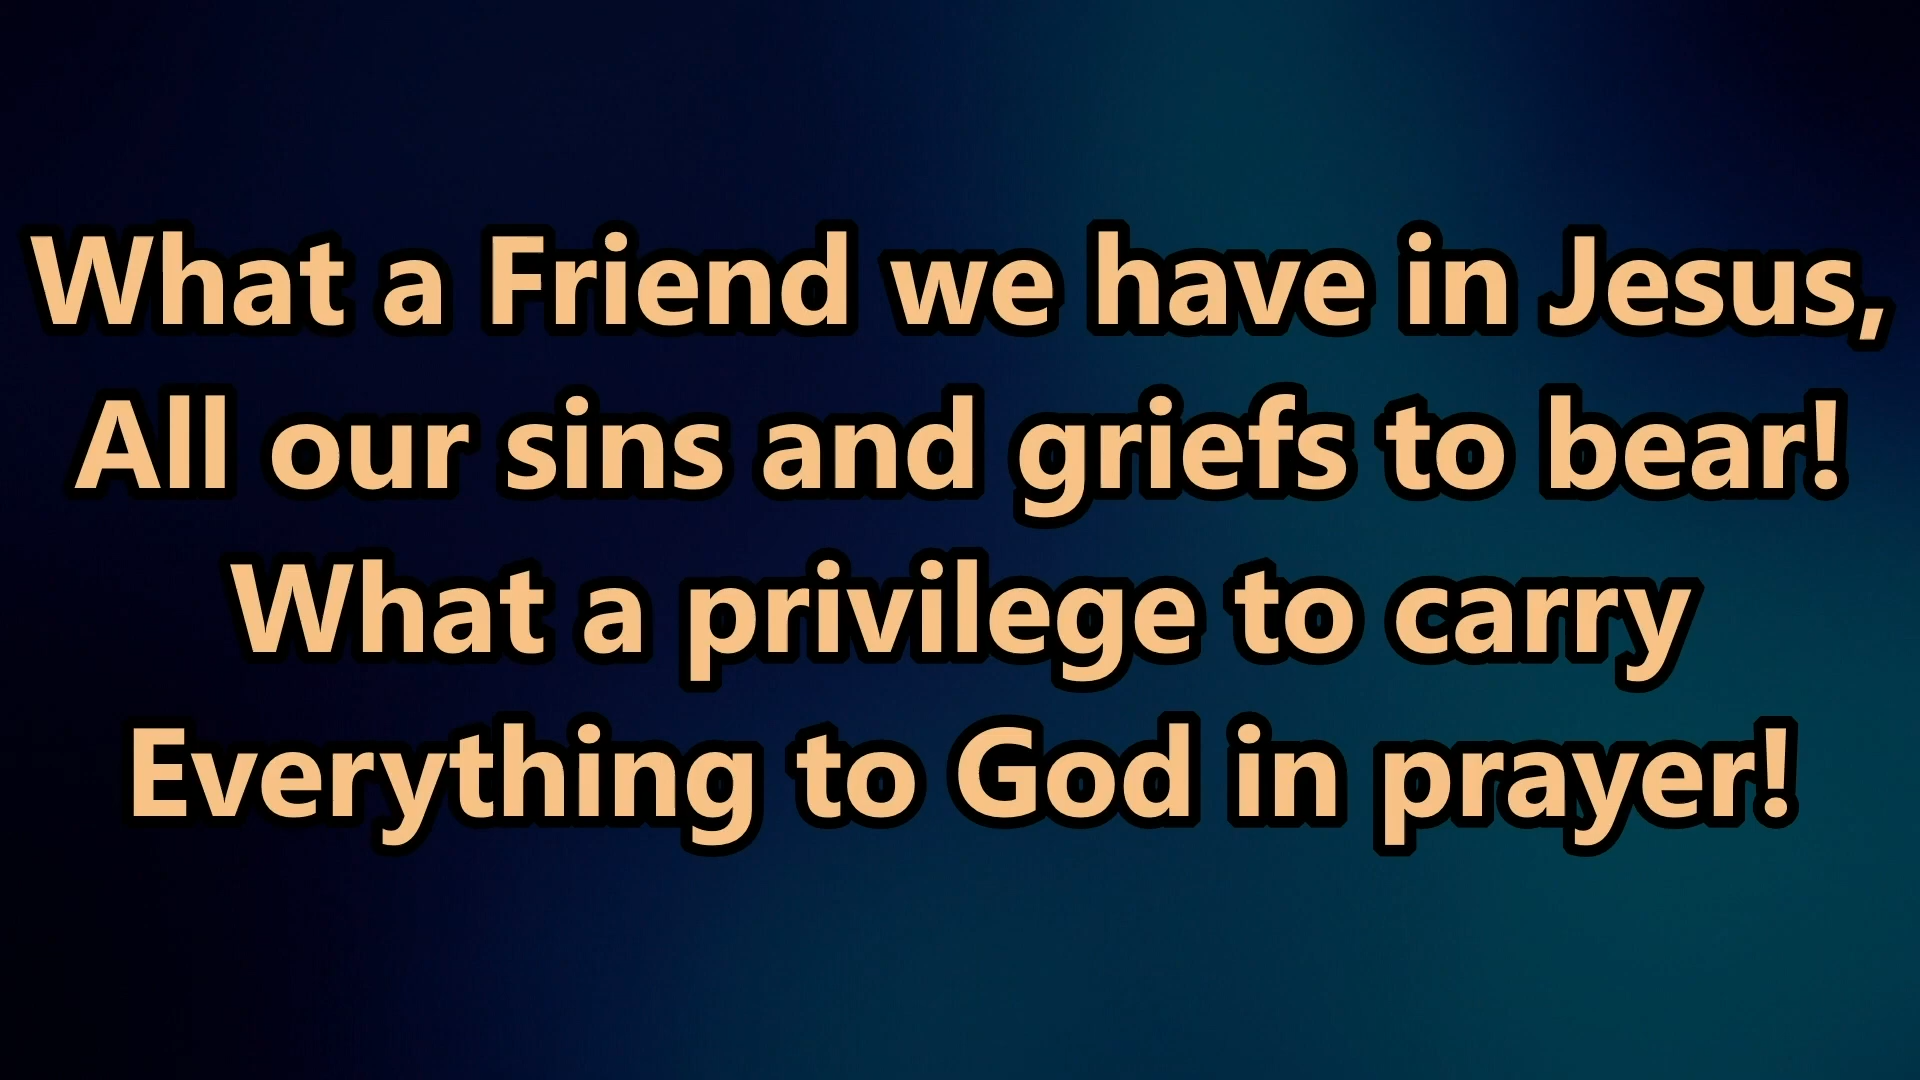 What a Friend we have in Jesus,
All our sins and griefs to bear!
What a privilege to carry
Everything to God in prayer!